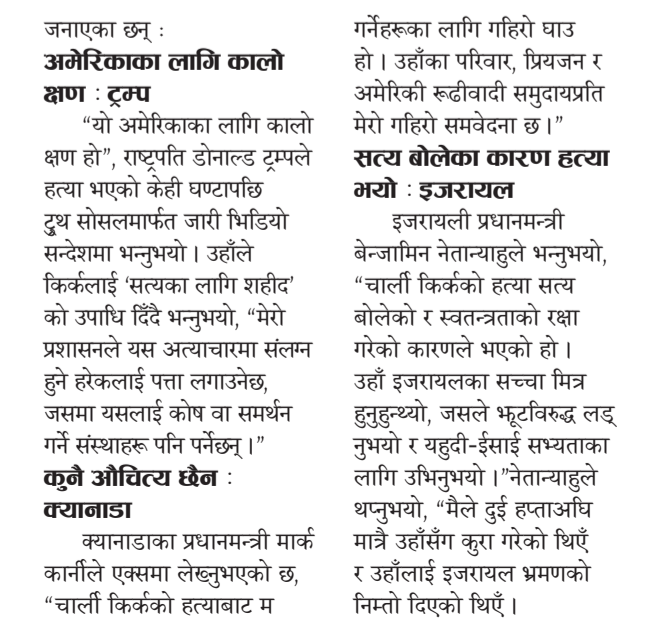 जनाएका छन् :
अमेरिकाका लागि कालो
क्षण : ट्रम्प
“यो अमेरिकाका लागि कालो
क्षण हो”, राष्ट्रपति डोनाल्ड ट्रम्पले
हत्या भएको केही घण्टापछि
ट्रुथ सोसलमार्फत जारी भिडियो
सन्देशमा भन्नुभयो । उहाँले
किर्कलाई ‘सत्यका लागि शहीद’
को उपाधि दिँदै भन्नुभयो, “मेरो
प्रशासनले यस अत्याचारमा संलग्न
हुने हरेकलाई पत्ता लगाउनेछ,
जसमा यसलाई कोष वा समर्थन
गर्ने संस्थाहरू पनि पर्नेछन् ।”
कुनै औचित्य छैन :
क्यानाडा
क्यानाडाका प्रधानमन्त्री मार्क
कार्नीले एक्समा लेख्नुभएको छ,
“चार्ली किर्कको हत्याबाट म
गर्नेहरूका लागि गहिरो घाउ
हो । उहाँका परिवार, प्रियजन र
अमेरिकी रूढीवादी समुदायप्रति
मेरो गहिरो समवेदना छ ।”
सत्य बोलेका कारण हत्या
भयो : इजरायल
इजरायली प्रधानमन्त्री
बेन्जामिन नेतान्याहुले भन्नुभयो,
“चार्ली किर्कको हत्या सत्य
बोलेको र स्वतन्त्रताको रक्षा
गरेको कारणले भएको हो ।
उहाँ इजरायलका सच्चा मित्र
हुनुहुन्थ्यो, जसले झूटविरुद्ध लड्
नुभयो र यहुदी-ईसाई सभ्यताका
लागि उभिनुभयो ।”नेतान्याहुले
थप्नुभयो, “मैले दुई हप्ताअघि
मात्रै उहाँसँग कुरा गरेको थिएँ
र उहाँलाई इजरायल भ्रमणको
निम्तो दिएको थिएँ ।